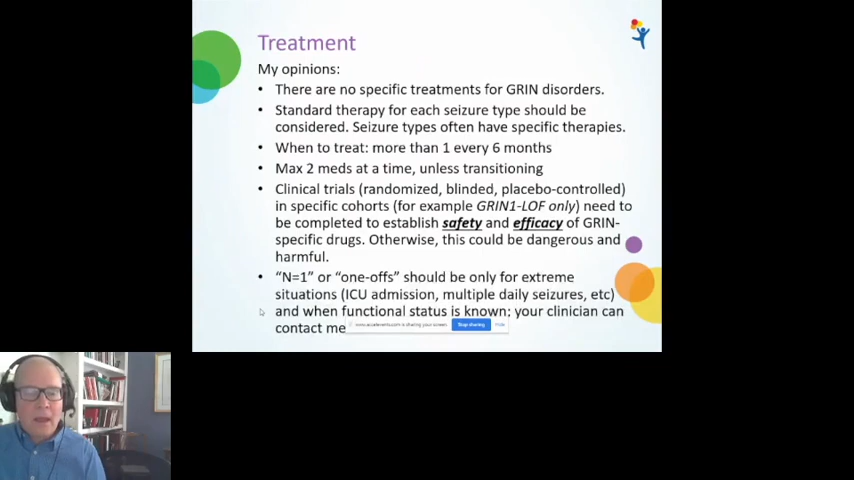 Treatment
My opinions:
• There are no specific treatments for GRIN disorders.
• Standard therapy for each seizure type should be
considered. Seizure types often have specific therapies.
• When to treat: more than 1 every 6 months
• Max 2 meds at a time, unless transitioning
• Clinical trials (randomized, blinded, placebo-controlled)
in specific cohorts (for example GRIN1-LOF only) need to
be completed to establish safety and efficacy of GRIN-
specific drugs. Otherwise, this could be dangerous and
harmful.
• “N=1” or “one-offs” should be only for extreme
situations (ICU admission, multiple daily seizures, etc)
and when functional status is known; your clinician can
contact me
is sharing your screen. Stop sharing Hide